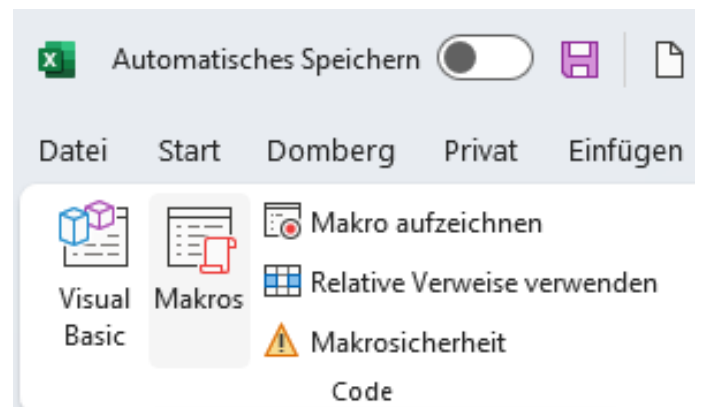 Automatisches Speichern
Datei Start Domberg Privat Einfügen
Visual Basic
Makros
Makro aufzeichnen
Relative Verweise verwenden
Makrosicherheit
Code